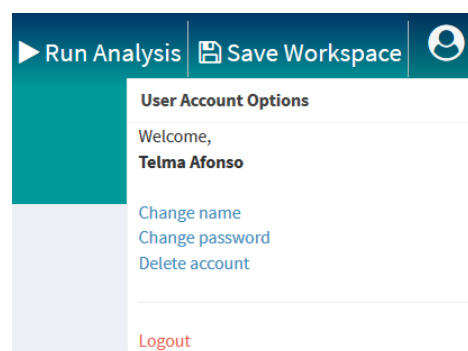 Run Analysis Save Workspace
User Account Options
Welcome,
Telma Afonso
Change name
Change password
Delete account
Logout